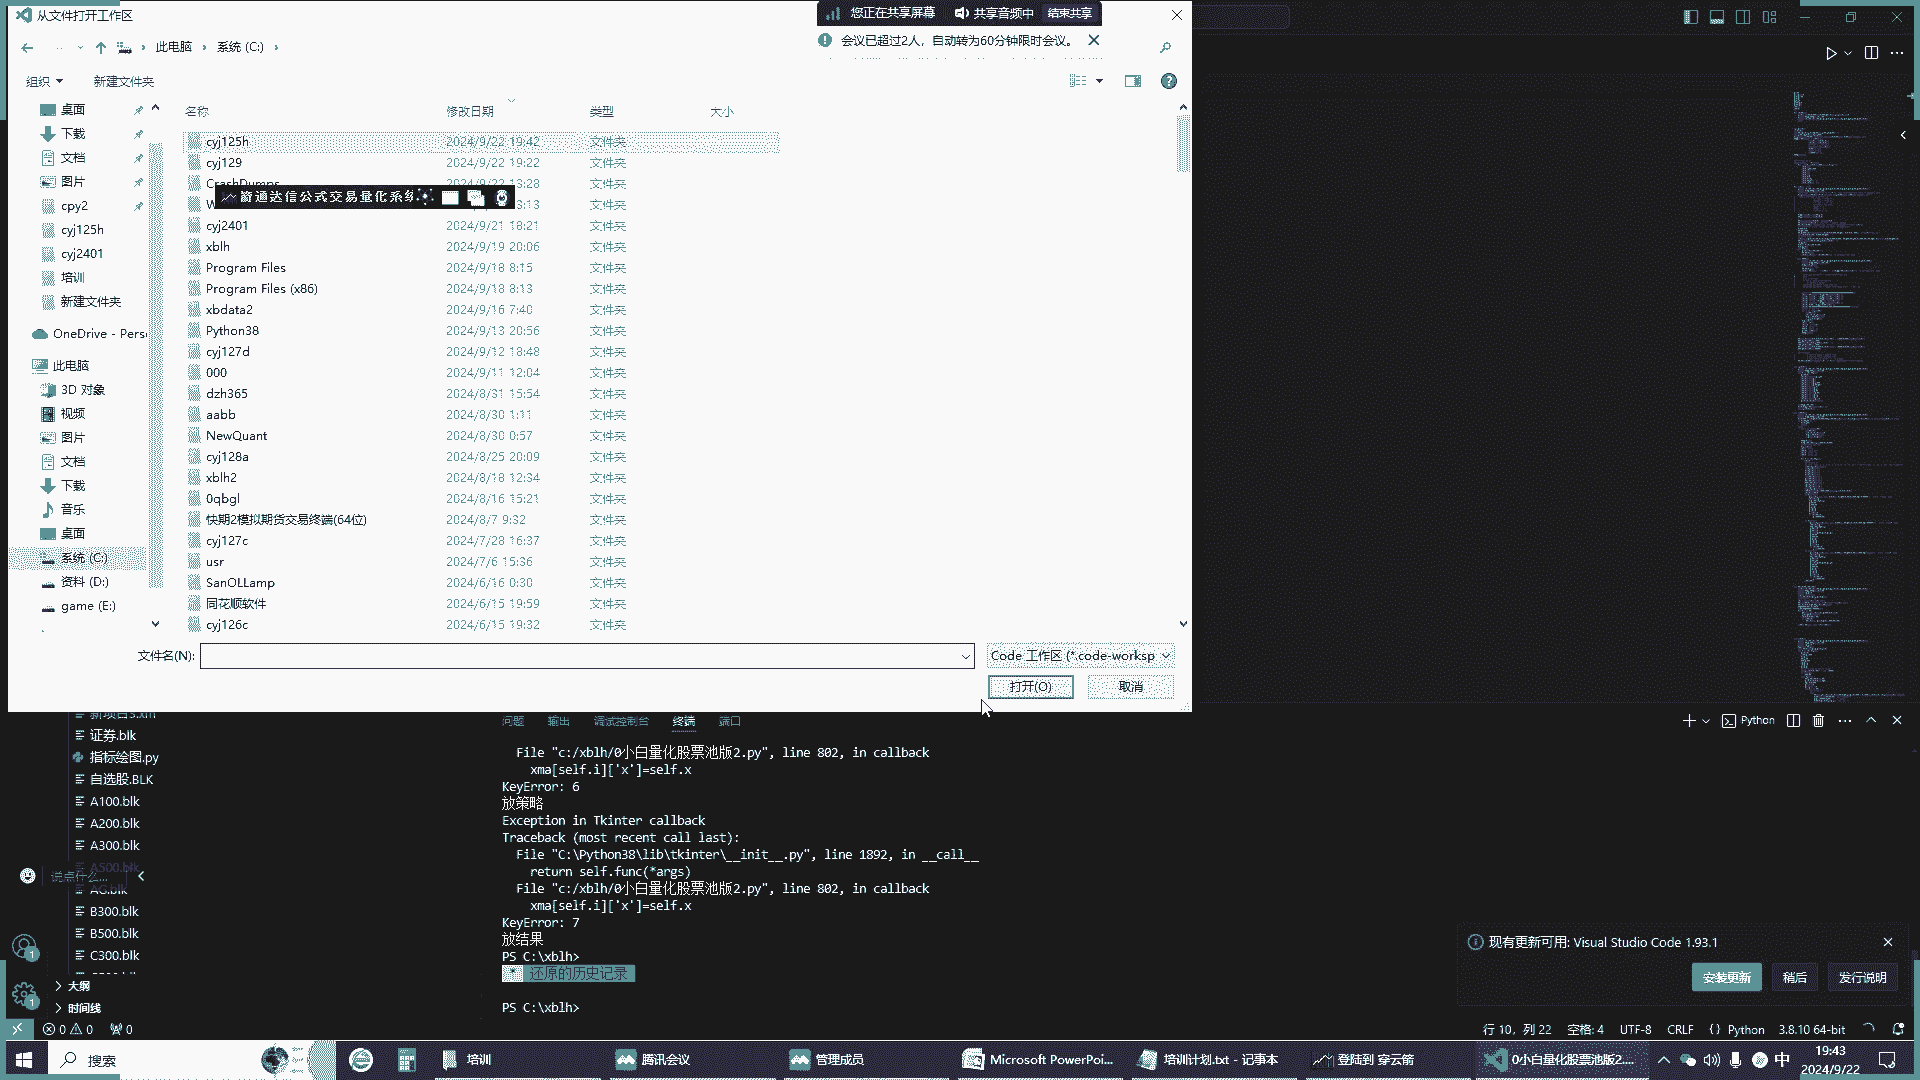 从文件打开工作区
您正在共享屏幕 共享音频中 结束共享
会议已超过2人，自动转为60分钟限时会议。
此电脑 系统 (C:)
组织 新建文件夹
名称 修改日期 类型 大小
桌面
下载
文档
图片
cpy2
cyj125h
cyj2401
培训
新建文件夹
OneDrive - Pers
此电脑
3D 对象
视频
图片
文档
下载
音乐
桌面
系统 (C:)
资料 (D:)
game (E:)
cyj125h 2024/9/22 19:42 文件夹
cyj129 2024/9/22 19:22 文件夹
CrashDumps 文件夹
窗通达信公式交易量化系统
文件夹
cyj2401 2024/9/21 18:21 文件夹
xblh 2024/9/19 20:06 文件夹
Program Files 2024/9/18 8:15 文件夹
Program Files (x86) 2024/9/18 8:13 文件夹
xbdata2 2024/9/16 7:40 文件夹
Python38 2024/9/13 20:56 文件夹
cyj127d 2024/9/12 18:48 文件夹
000 2024/9/11 12:04 文件夹
dzh365 2024/8/31 15:54 文件夹
aabb 2024/8/30 1:11 文件夹
NewQuant 2024/8/30 0:57 文件夹
cyj128a 2024/8/25 20:09 文件夹
xblh2 2024/8/18 12:34 文件夹
0qbgl 2024/8/16 15:21 文件夹
快期2模拟期货交易终端(64位) 2024/8/7 9:32 文件夹
cyj127c 2024/7/28 16:37 文件夹
usr 2024/7/6 15:36 文件夹
SanOLLamp 2024/6/16 0:30 文件夹
同花顺软件 2024/6/15 19:59 文件夹
cyj126c 2024/6/15 19:32 文件夹
文件名(N): Code 工作区 (*.code-worksp
打开(O) 取消
新项目3.xml
证券.blk
指标绘图.py
自选股.BLK
A100.blk
A200.blk
A300.blk
A500.blk
说点什么...
AG.blk
B300.blk
B500.blk
C300.blk
大纲
时间线
问题 输出 调试控制台 终端 端口
Python
File "c:/xblh/0小白量化股票池版2.py", line 802, in callback
xma[self.i]['x']=self.x
KeyError: 6
放策略
Exception in Tkinter callback
Traceback (most recent call last):
File "C:\Python38\lib\tkinter\__init__.py", line 1892, in __call__
return self.func(*args)
File "c:/xblh/0小白量化股票池版2.py", line 802, in callback
xma[self.i]['x']=self.x
KeyError: 7
放结果
PS C:\xblh>
* 还原的历史记录
PS C:\xblh>
现有更新可用: Visual Studio Code 1.93.1
安装更新 稍后 发行说明
0 0 0
行 10，列 22 空格: 4 UTF-8 CRLF {} Python 3.8.10 64-bit
搜索 培训 腾讯会议 管理成员 Microsoft PowerPoi... 培训计划.txt - 记事本 登陆到 穿云箭 0小白量化股票池版2.... 中 19:43
2024/9/22